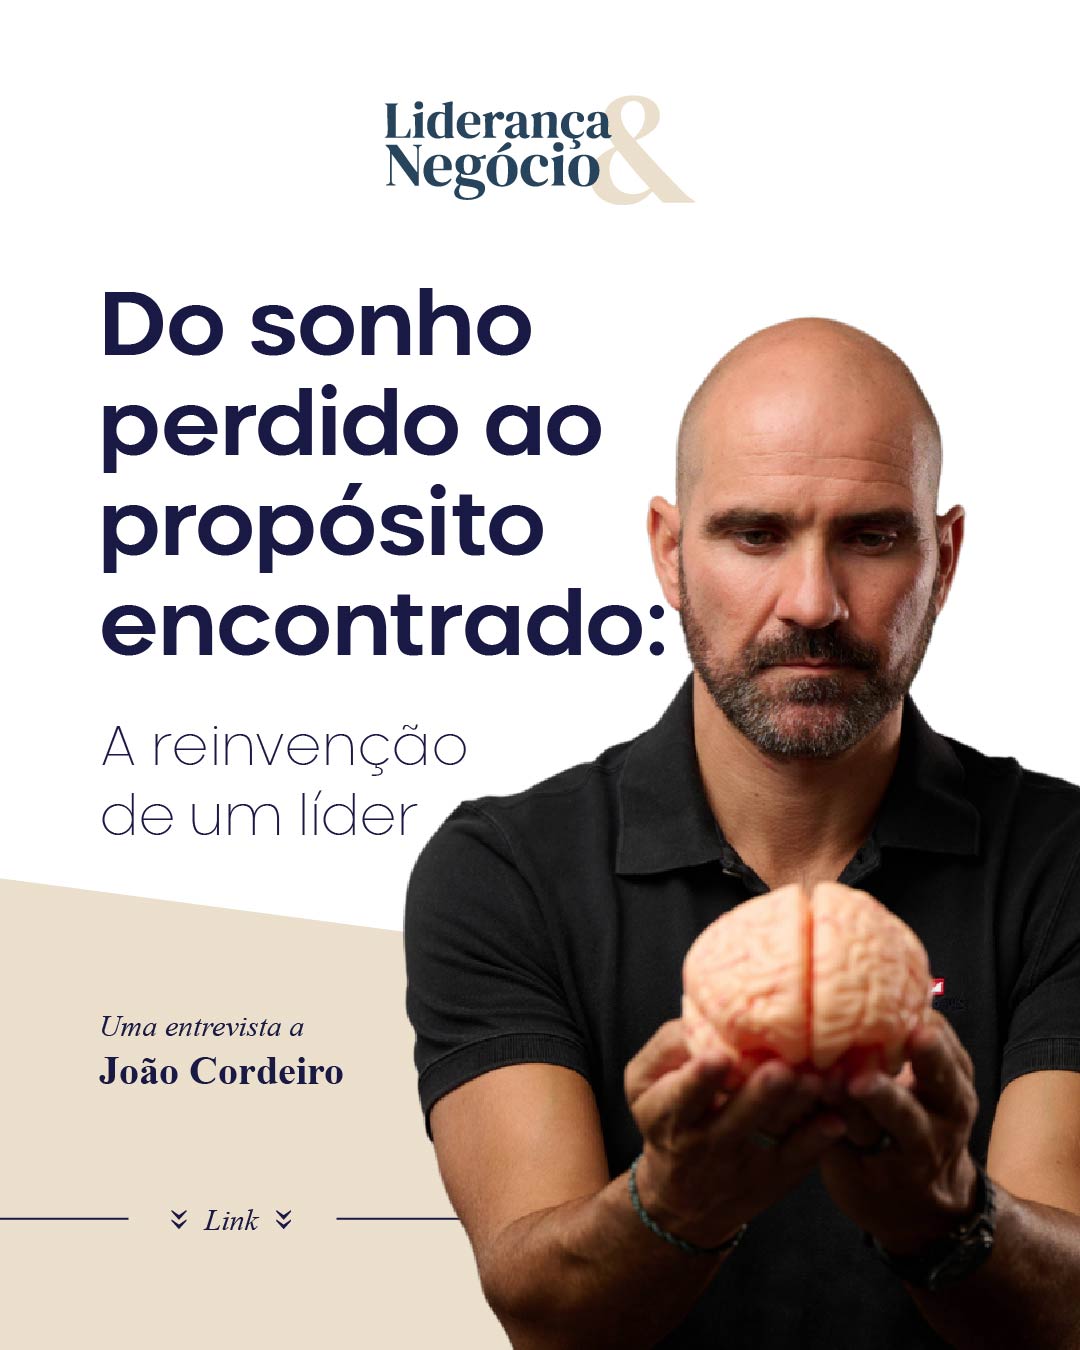 Liderança &
Negócio
Do sonho
perdido ao
propósito
encontrado:
A reinvenção
de um líder
Uma entrevista a
João Cordeiro
Link